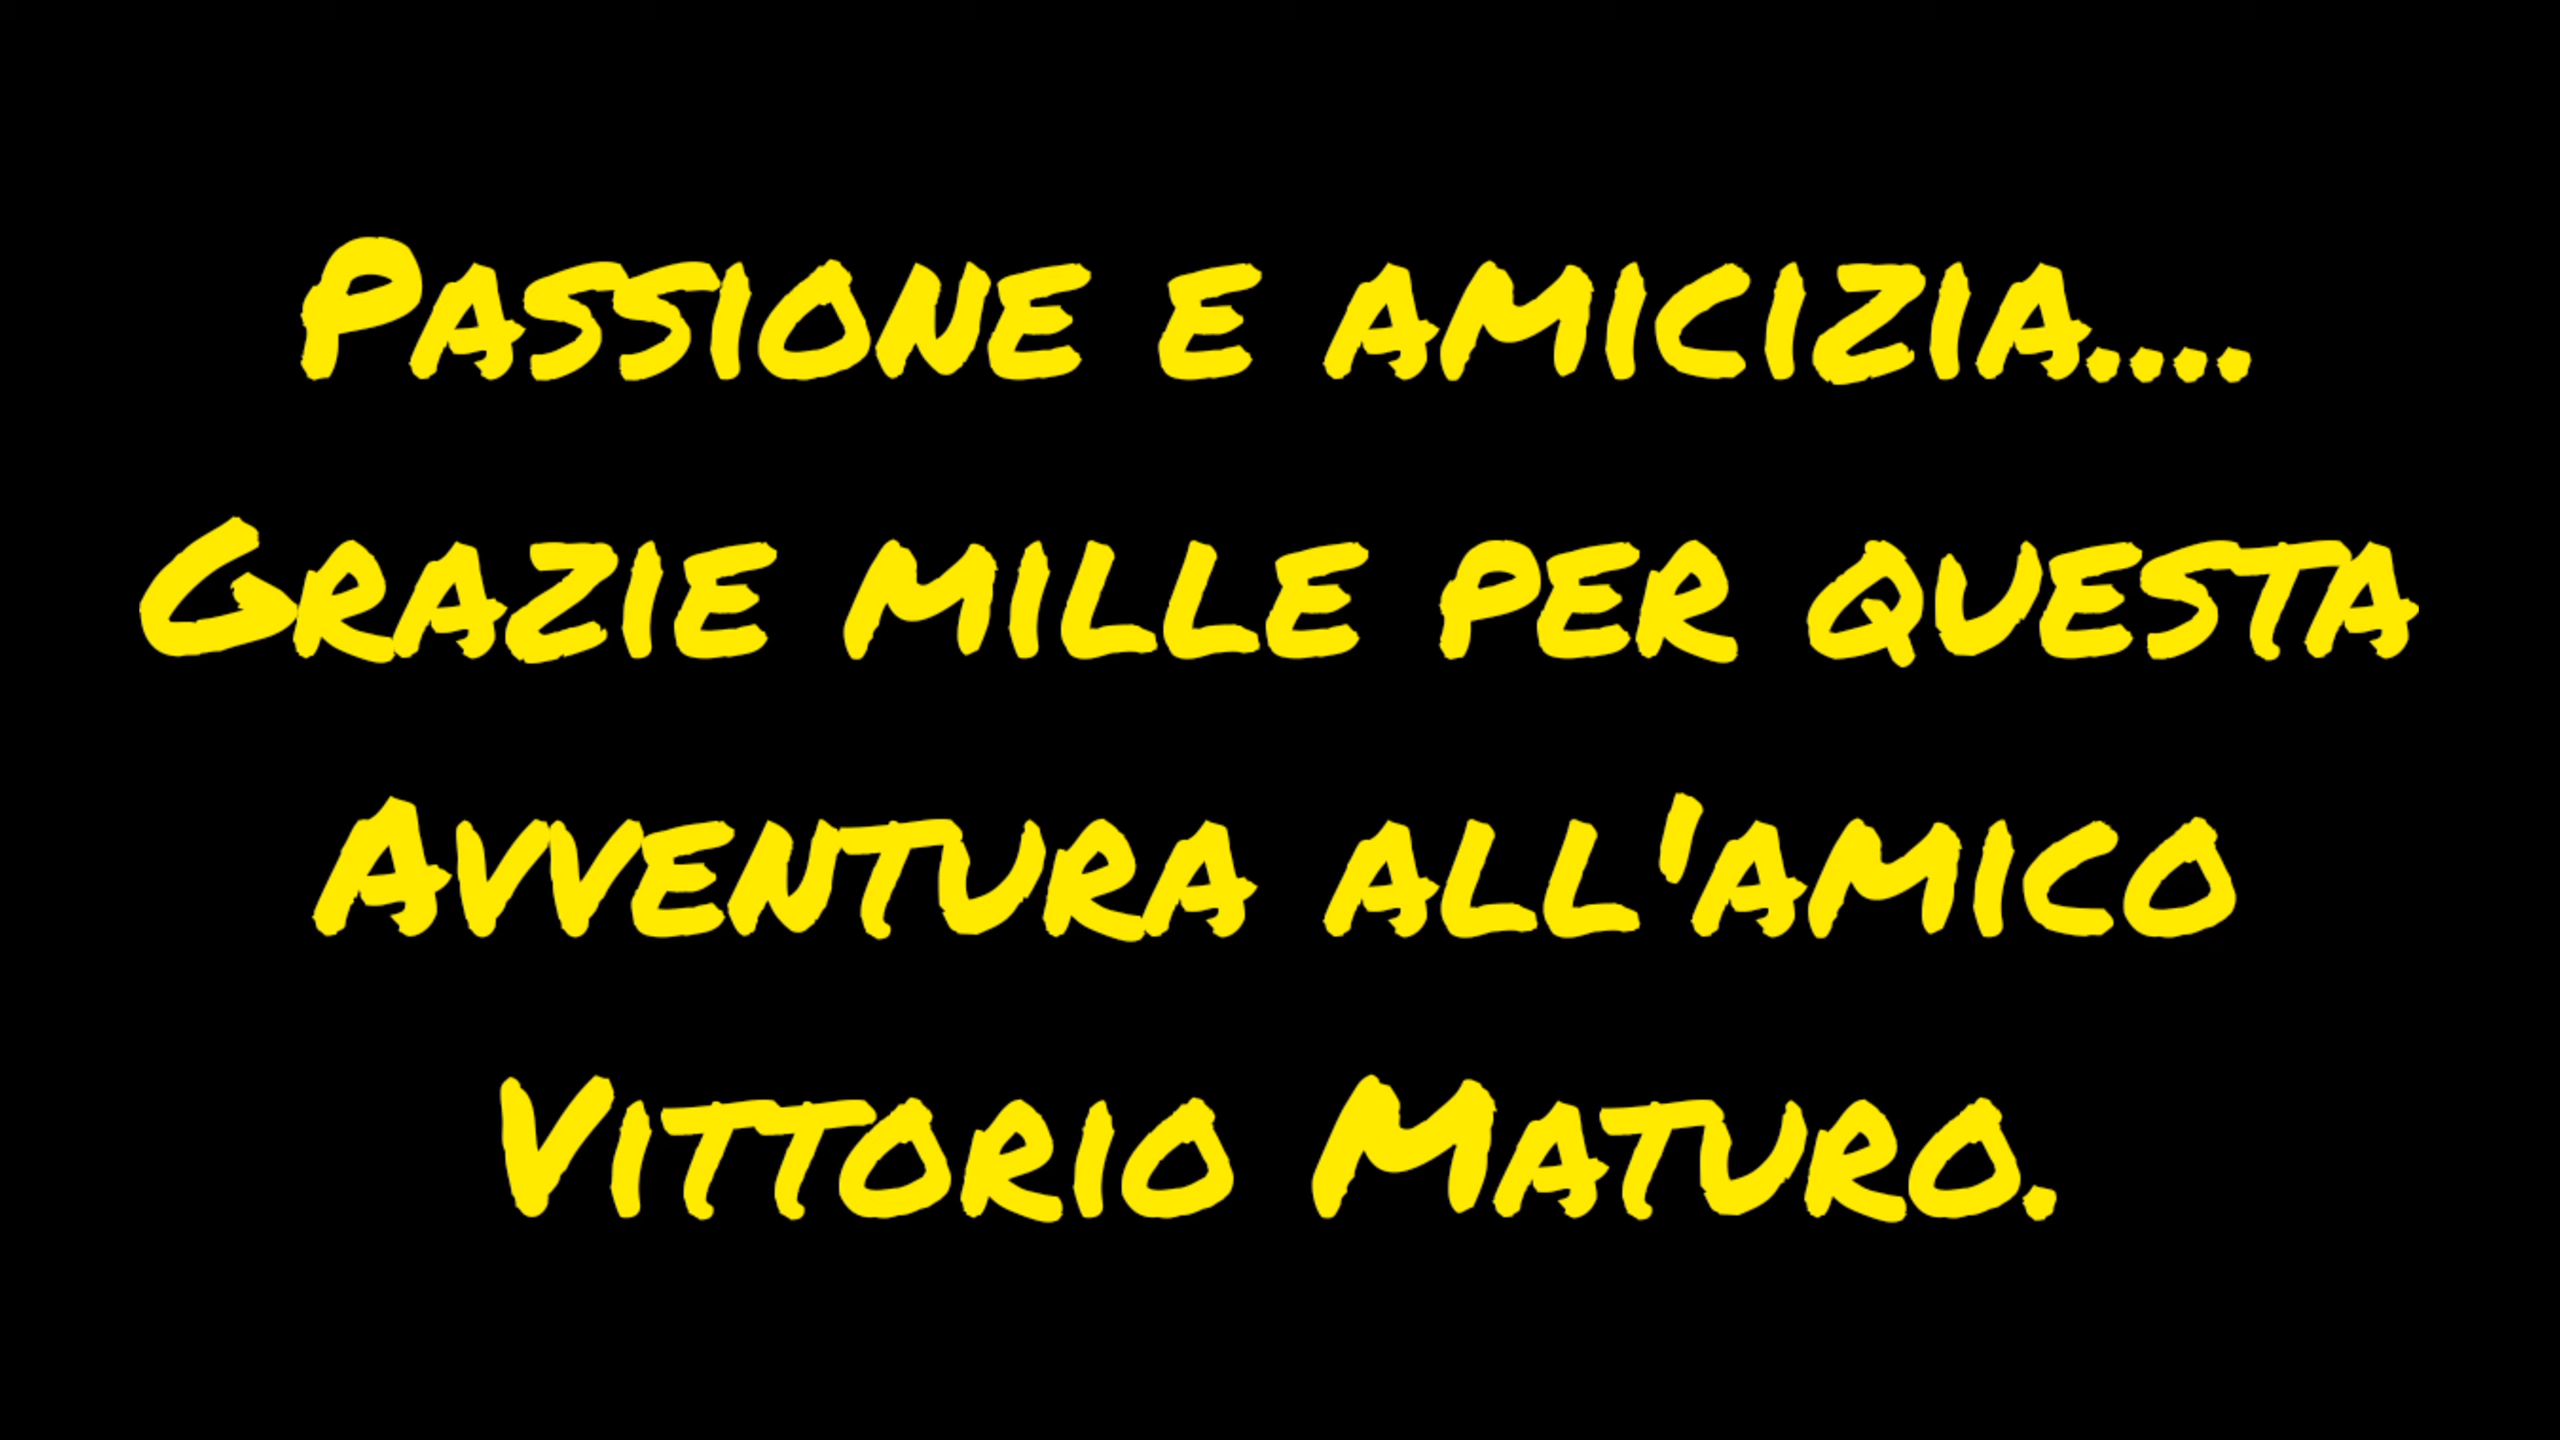 Passione e amicizia....
Grazie mille per questa
Avventura all'amico
Vittorio Maturo.